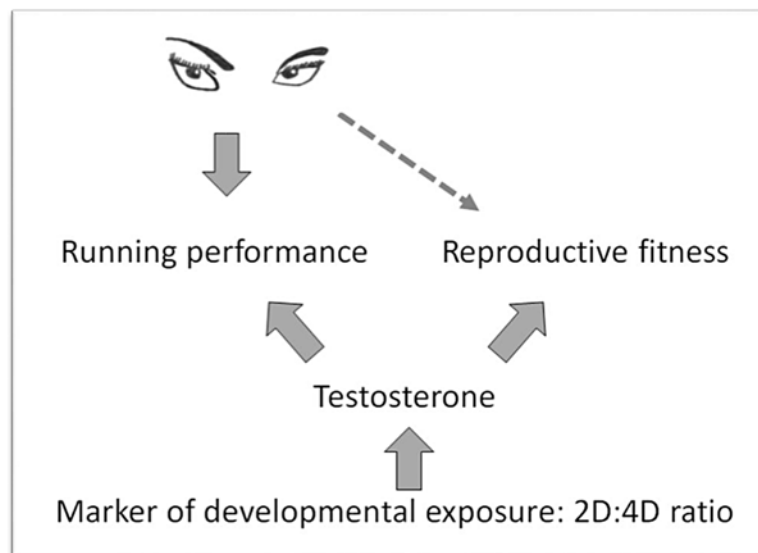 Running performance
Reproductive fitness
Testosterone
Marker of developmental exposure: 2D:4D ratio